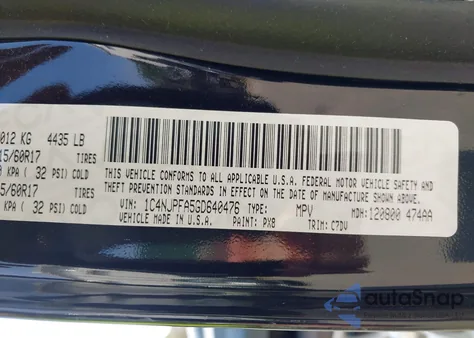 012 KG 4435 LB
15/60R17 TIRES
KPA ( 32 PSI) COLD
5/60R17 TIRES
KPA ( 32 PSI) COLD
THIS VEHICLE CONFORMS TO ALL APPLICABLE U.S.A. FEDERAL MOTOR VEHICLE SAFETY AND
THEFT PREVENTION STANDARDS IN EFFECT ON THE DATE OF MANUFACTURE SHOWN ABOVE.
VIN: 1C4NJPFA5GD640476 TYPE: MPV MDH: 120800 474AA
VEHICLE MADE IN U.S.A. PAINT: PX8 TRIM: C7DV
autoSnap